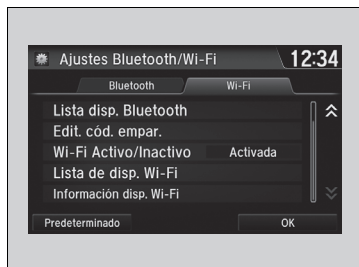 Ajustes Bluetooth/Wi-Fi 12:34
Bluetooth Wi-Fi
Lista disp. Bluetooth
Edit. cód. empar.
Wi-Fi Activo/Inactivo Activada
Lista de disp. Wi-Fi
Información disp. Wi-Fi
Predeterminado OK